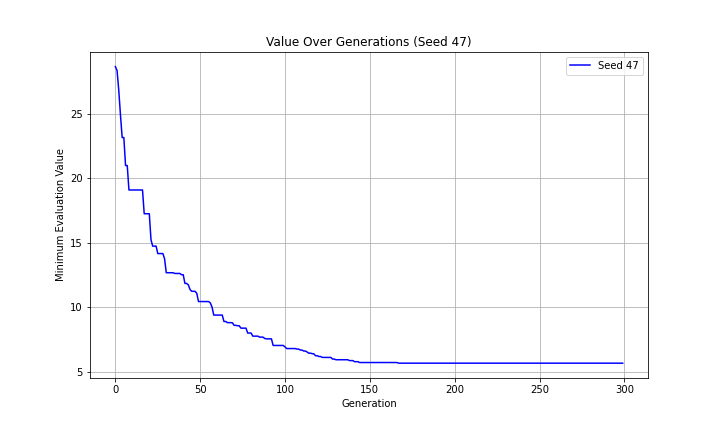 Value Over Generations (Seed 47)
Seed 47
Minimum Evaluation Value
25
20
15
10
5
0 50 100 150 200 250 300
Generation